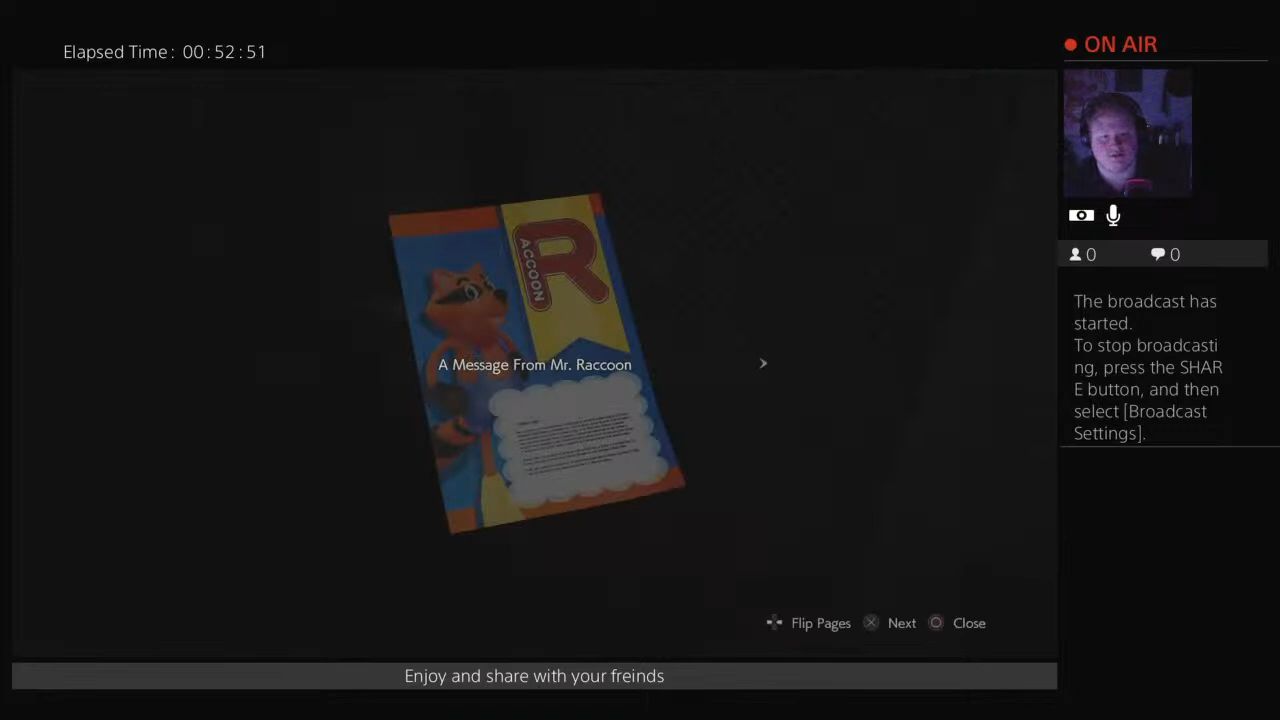 Elapsed Time: 00:52:51
ON AIR
0
0
The broadcast has
started.
To stop broadcasti
ng, press the SHAR
E button, and then
select [Broadcast
Settings].
R
ACCOON
A Message From Mr. Raccoon
Flip Pages
Next
Close
Enjoy and share with your freinds